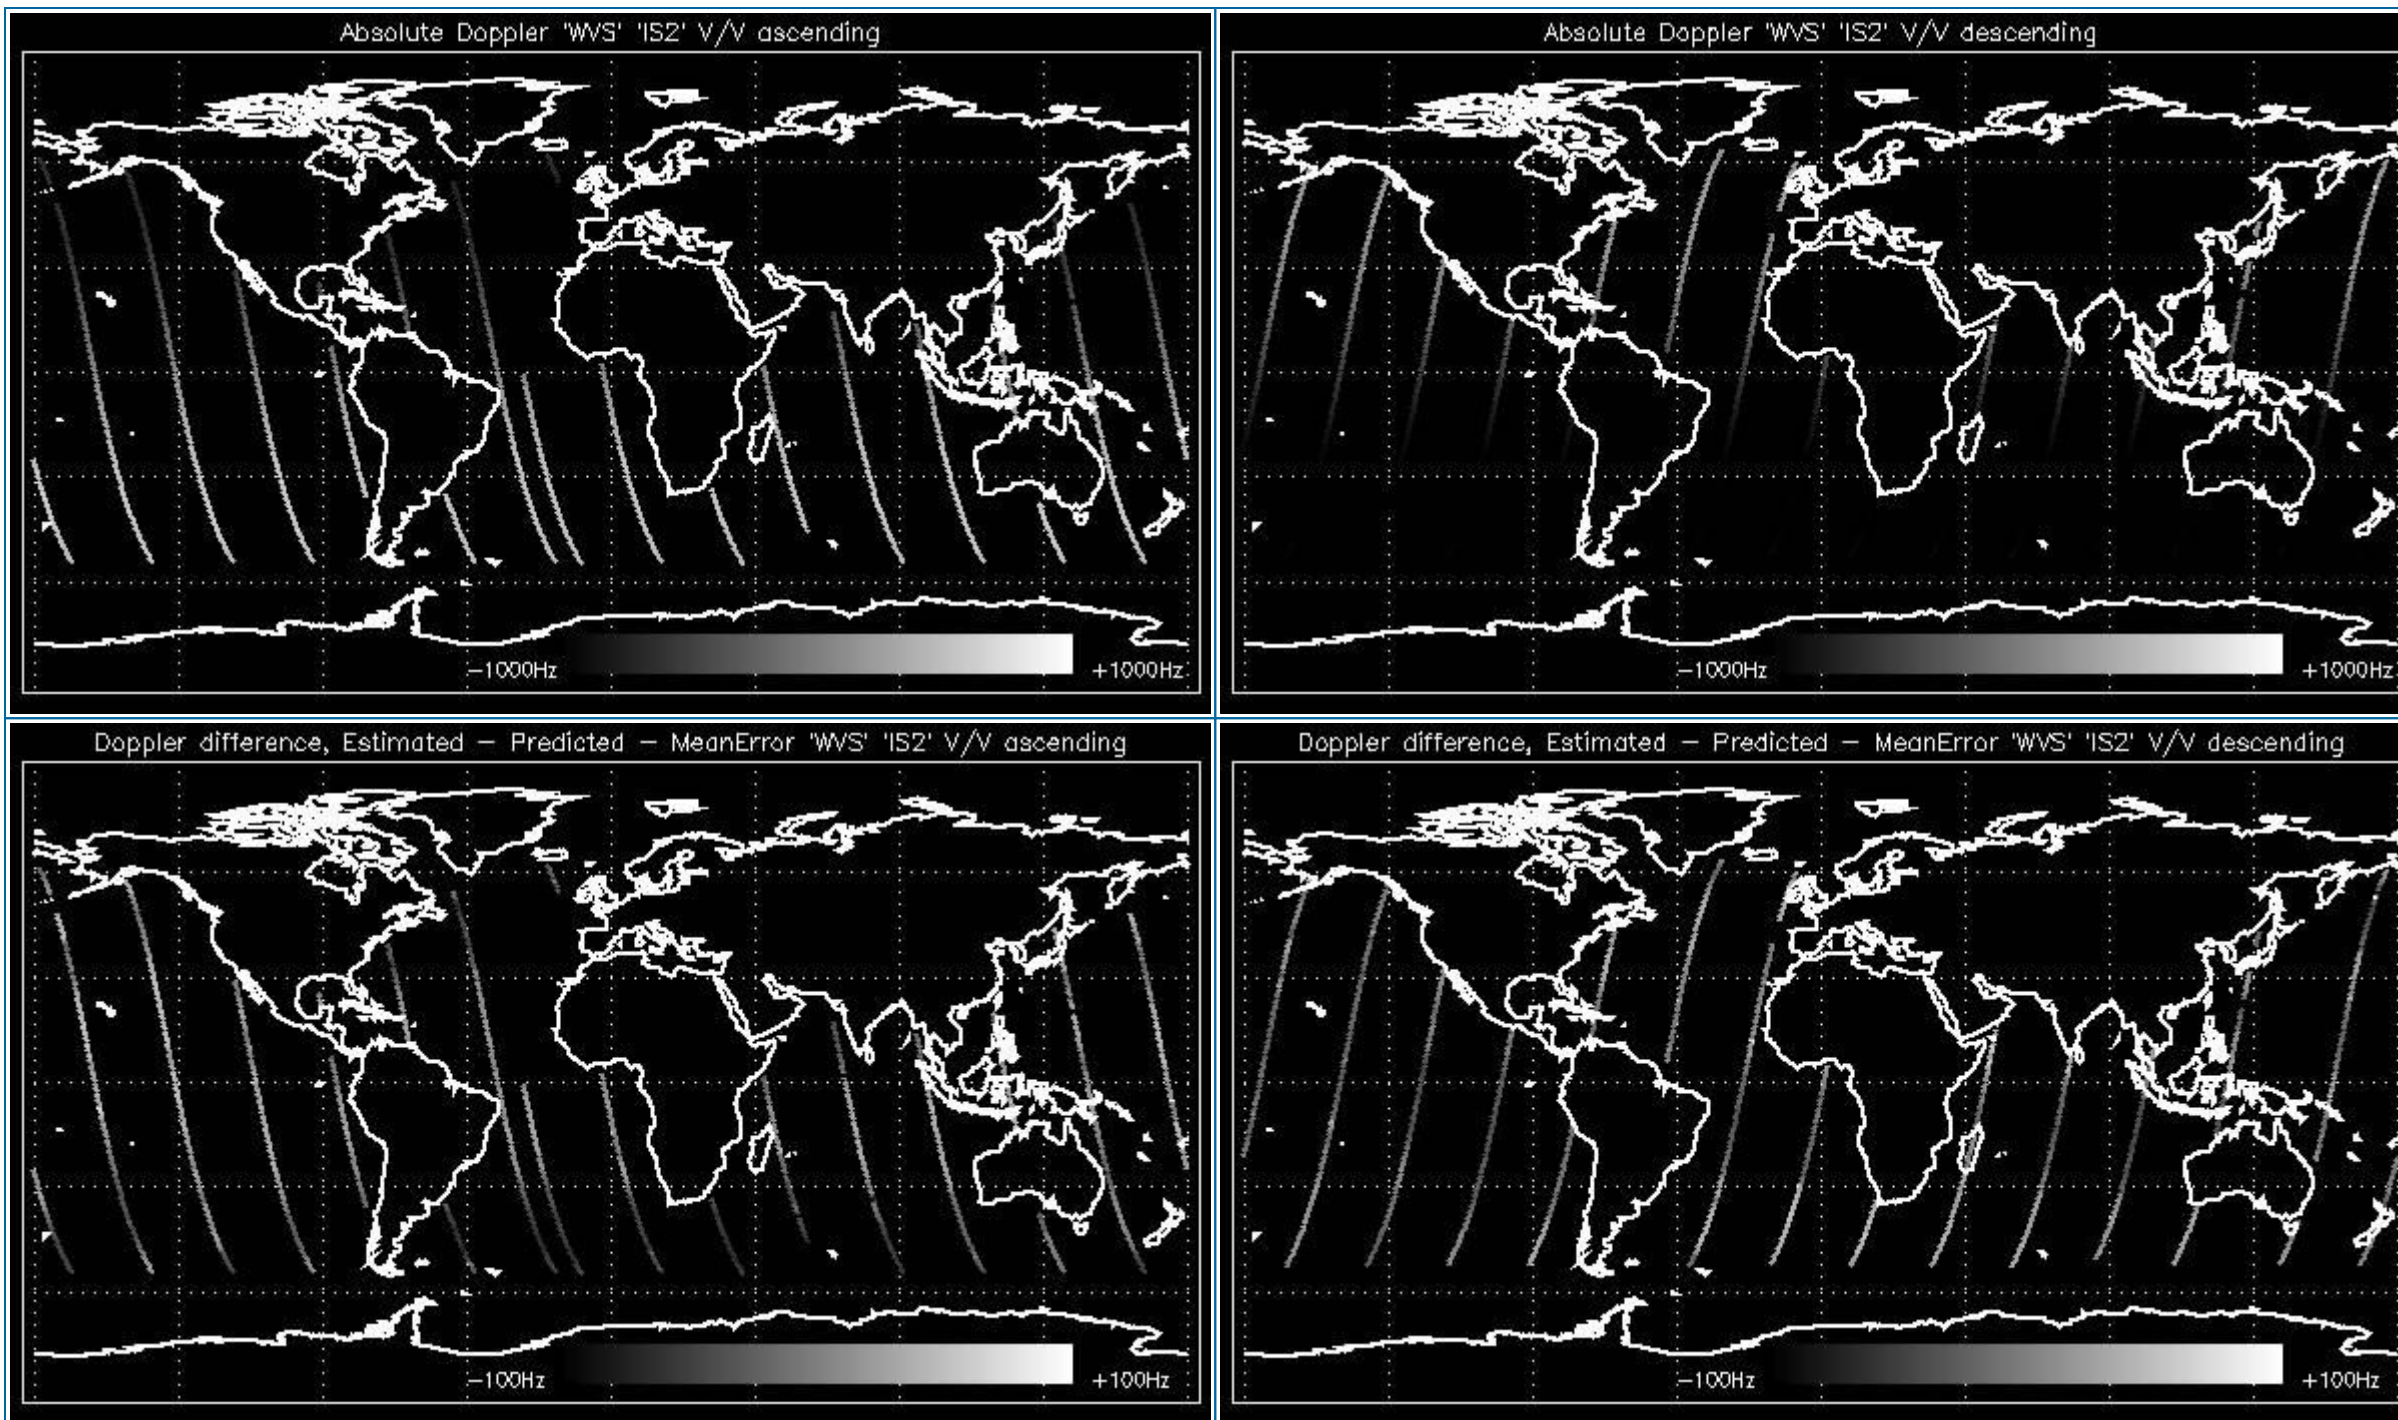 Absolute Doppler 'WVS' 'IS2' V/V ascending
-1000Hz +1000Hz
Absolute Doppler 'WVS' 'IS2' V/V descending
-1000Hz +1000Hz
Doppler difference, Estimated - Predicted - MeanError 'WVS' 'IS2' V/V ascending
-100Hz +100Hz
Doppler difference, Estimated - Predicted - MeanError 'WVS' 'IS2' V/V descending
-100Hz +100Hz